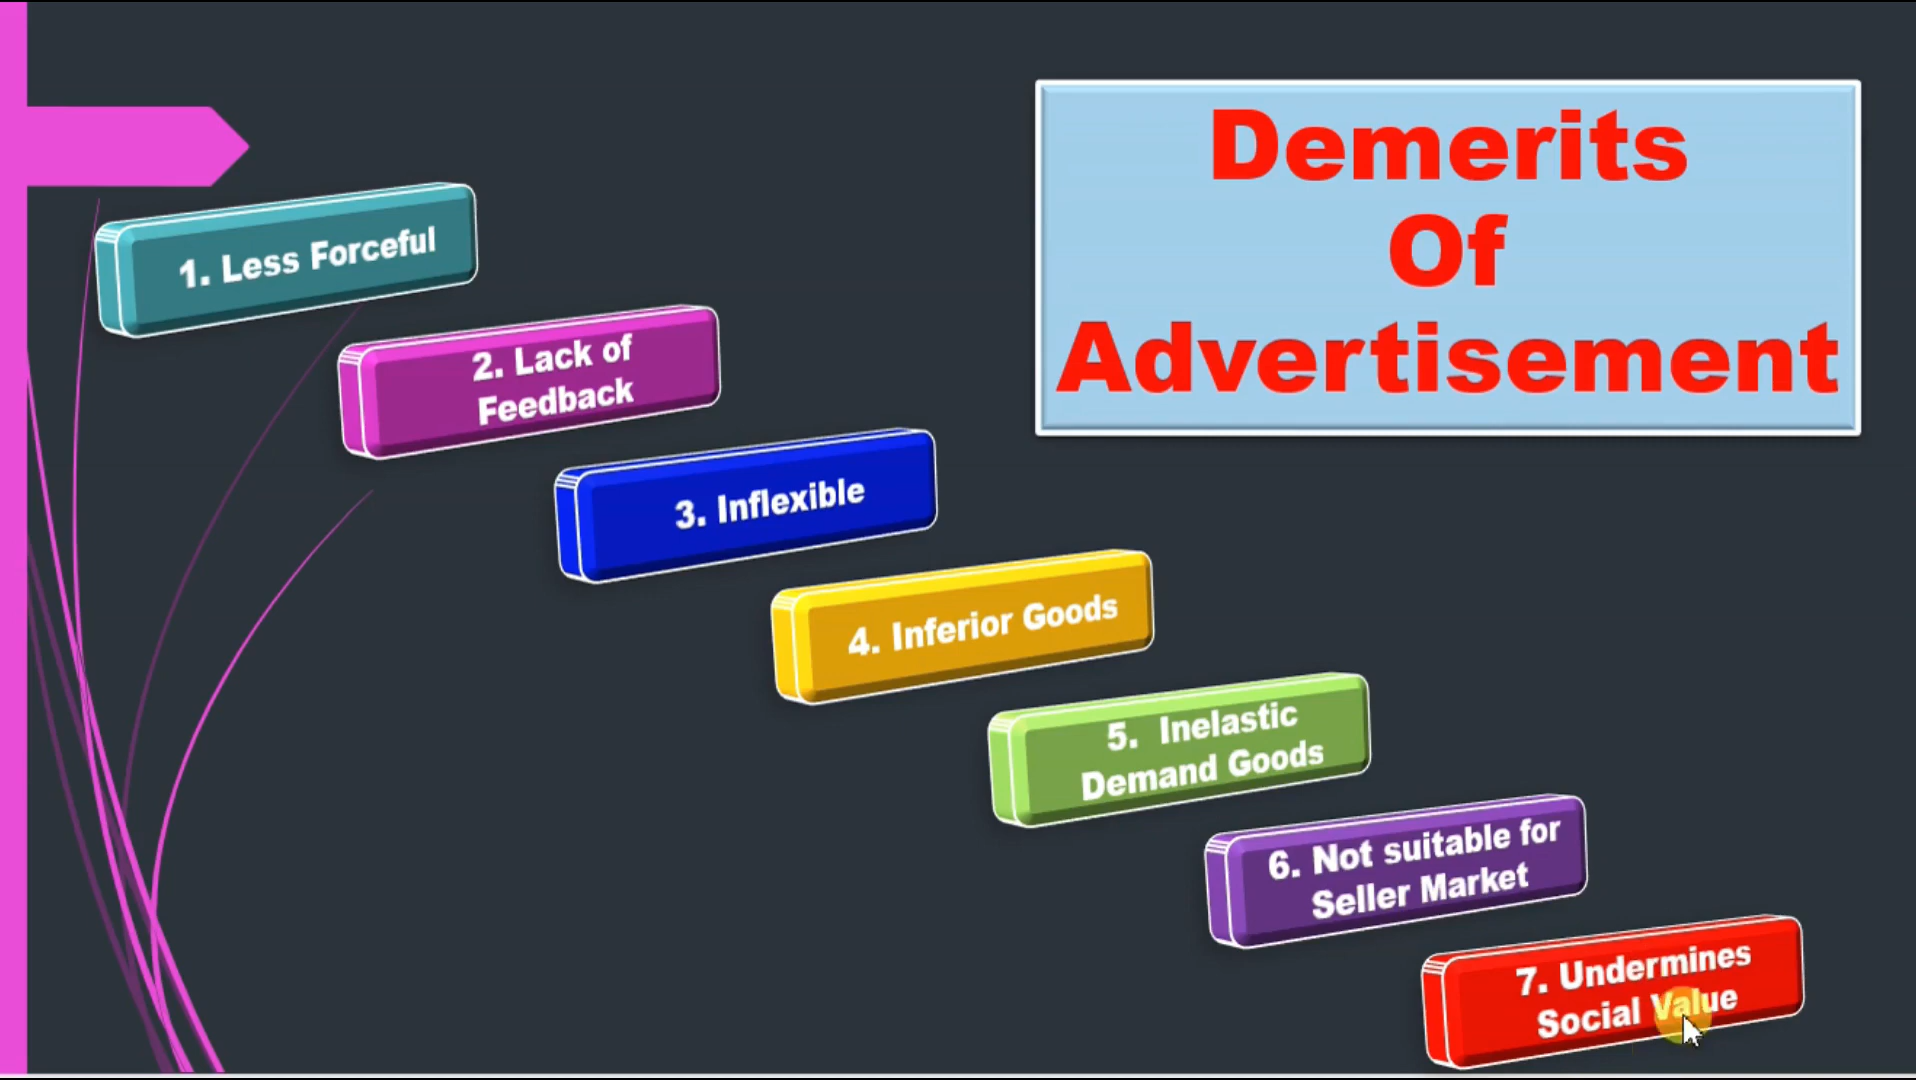 Demerits
Of
Advertisement
1. Less Forceful
2. Lack of
Feedback
3. Inflexible
4. Inferior Goods
5. Inelastic
Demand Goods
6. Not suitable for
Seller Market
7. Undermines
Social Value